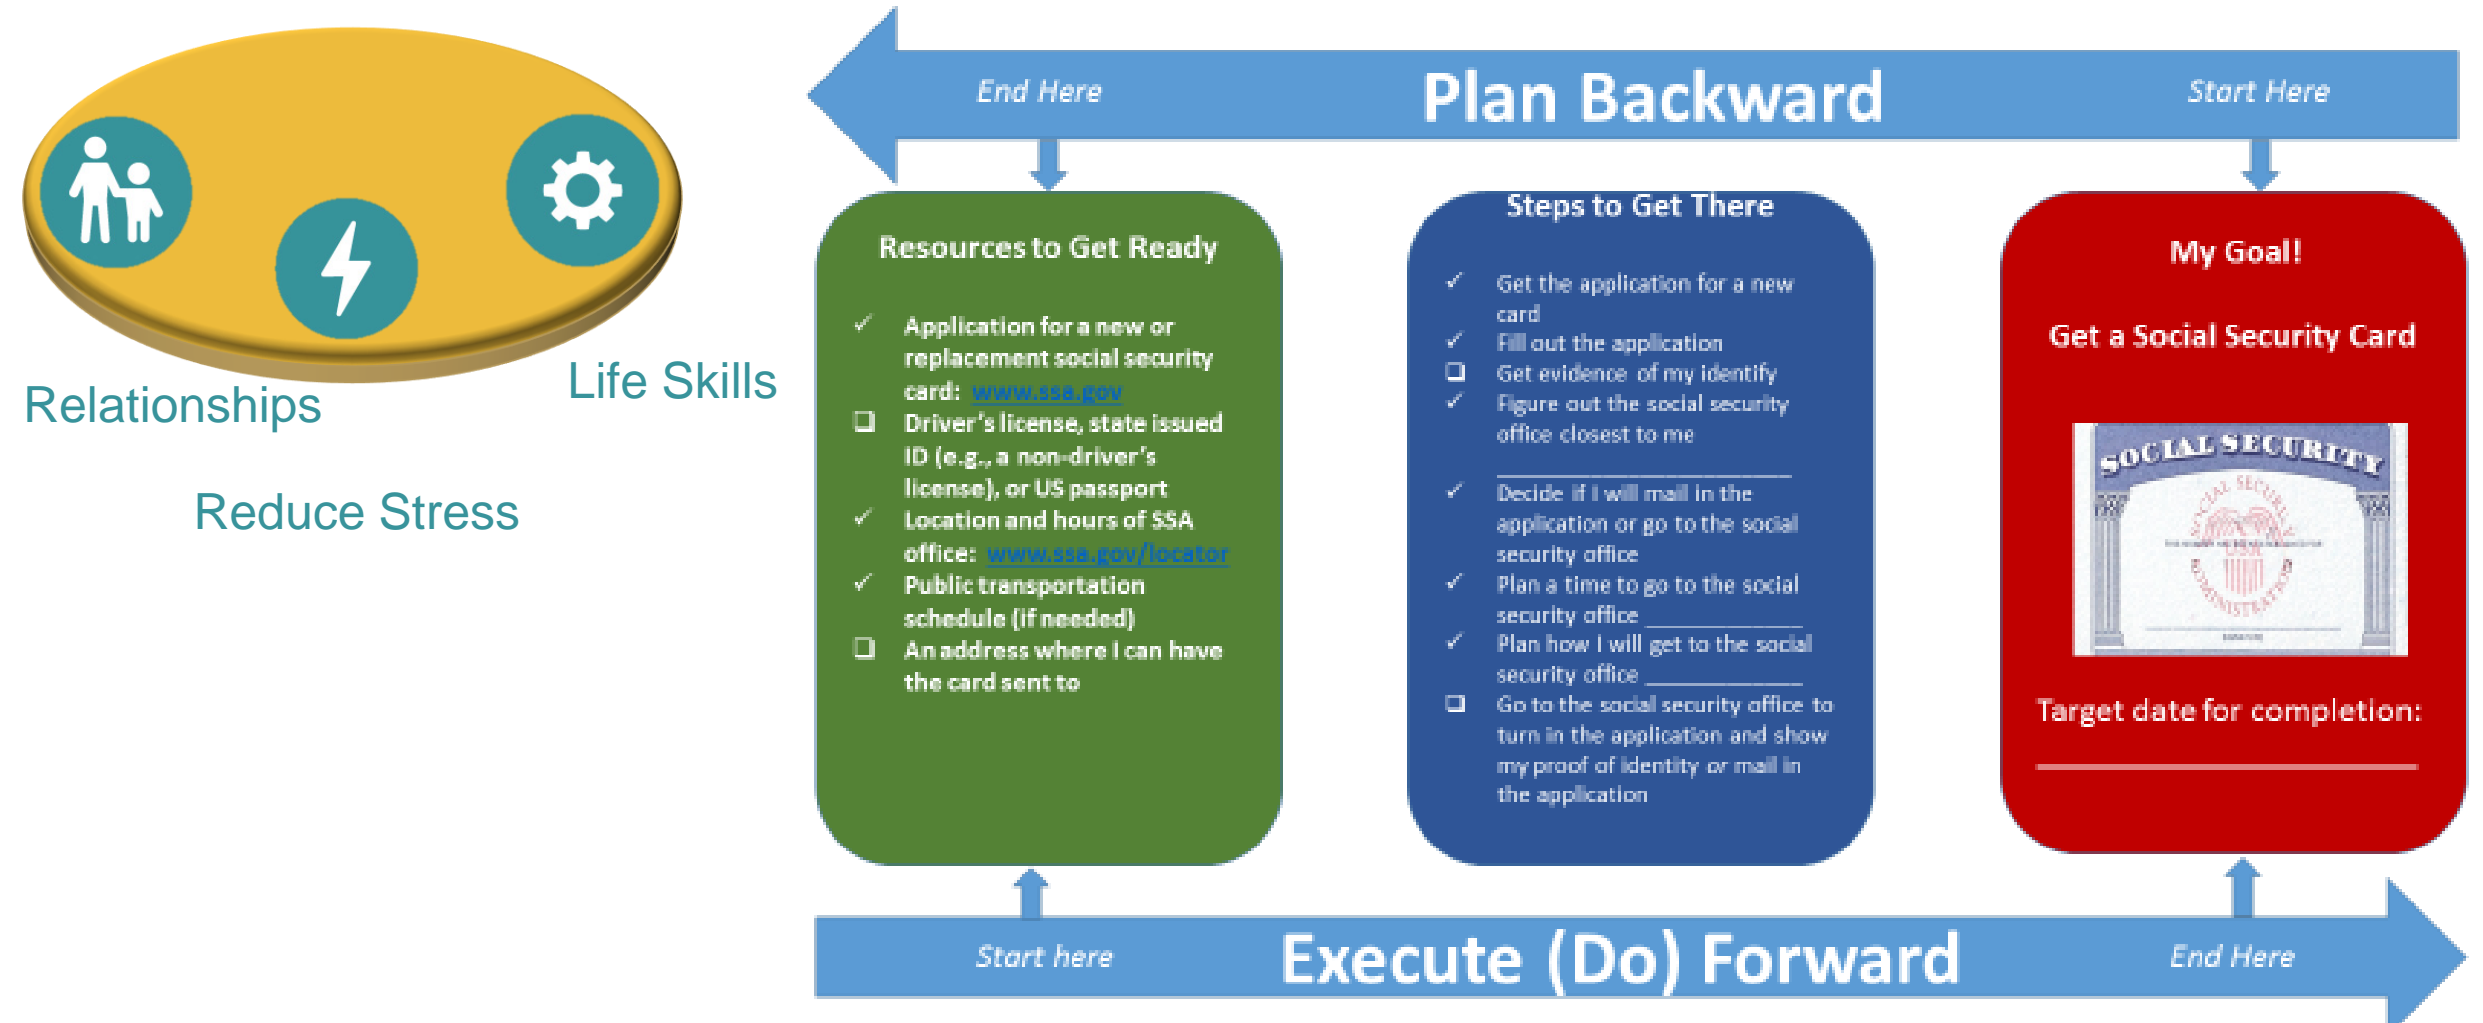 End Here
Plan Backward
Start Here
Relationships
Life Skills
Reduce Stress
Resources to Get Ready
Application for a new or
replacement social security
card: www.ssa.gov
Driver's license, state issued
ID (e.g., a non-driver's
license), or US passport
Location and hours of SSA
office: www.ssa.gov/locator
Public transportation
schedule (if needed)
An address where I can have
the card sent to
Steps to Get There
Get the application for a new
card
Fill out the application
Get evidence of my identify
Figure out the social security
office closest to me
Decide if I will mail in the
application or go to the social
security office
Plan a time to go to the social
security office
Plan how I will get to the social
security office
Go to the social security office to
turn in the application and show
my proof of identity or mail in
the application
My Goal!
Get a Social Security Card
SOCIAL SECURITY
SOCIAL SECURITY
USA
ADMINISTRATION
Target date for completion:
Start here
Execute (Do) Forward
End Here